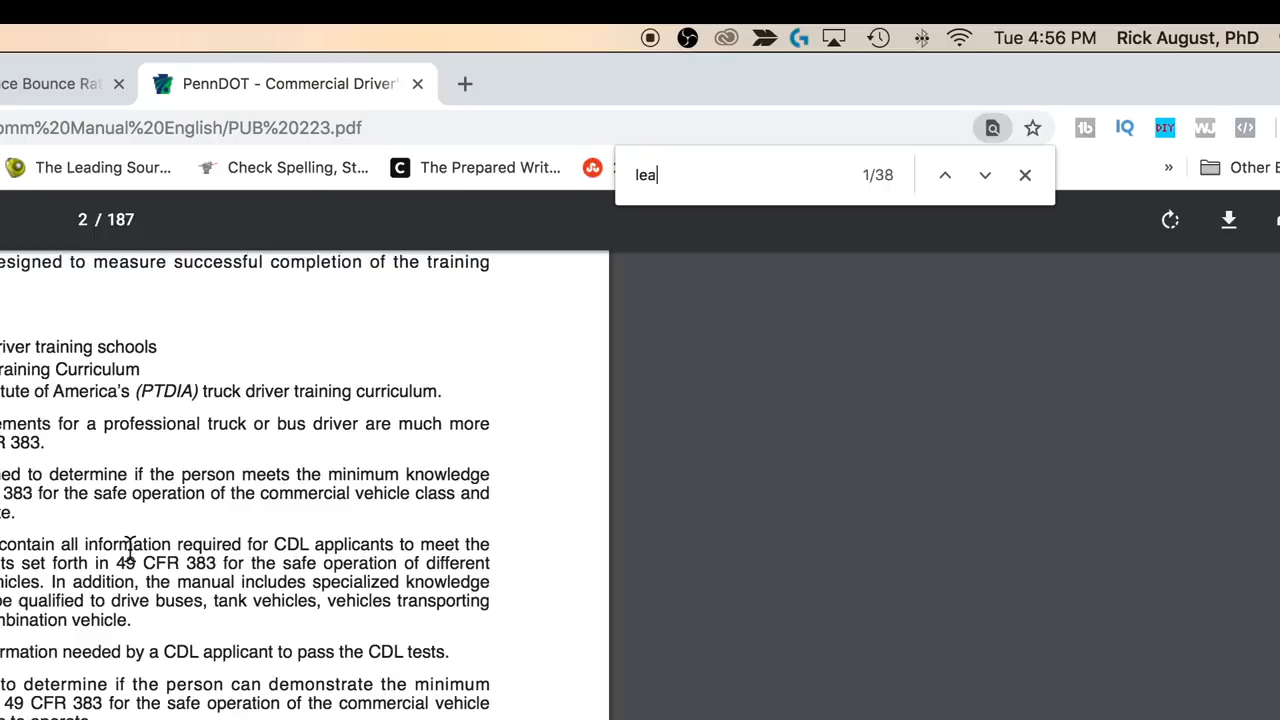 Tue 4:56 PM Rick August, PhD
ce Bounce Rat
PennDOT - Commercial Driver'
omm%20Manual%20English/PUB%20223.pdf
The Leading Sour...
Check Spelling, St...
The Prepared Writ...
Other B
lea 1/38
2 / 187
esigned to measure successful completion of the training
river training schools
raining Curriculum
tute of America's (PTDIA) truck driver training curriculum.
ements for a professional truck or bus driver are much more
R 383.
ned to determine if the person meets the minimum knowledge
383 for the safe operation of the commercial vehicle class and
te.
contain all information required for CDL applicants to meet the
ts set forth in 49 CFR 383 for the safe operation of different
hicles. In addition, the manual includes specialized knowledge
be qualified to drive buses, tank vehicles, vehicles transporting
mbination vehicle.
rmation needed by a CDL applicant to pass the CDL tests.
to determine if the person can demonstrate the minimum
49 CFR 383 for the safe operation of the commercial vehicle